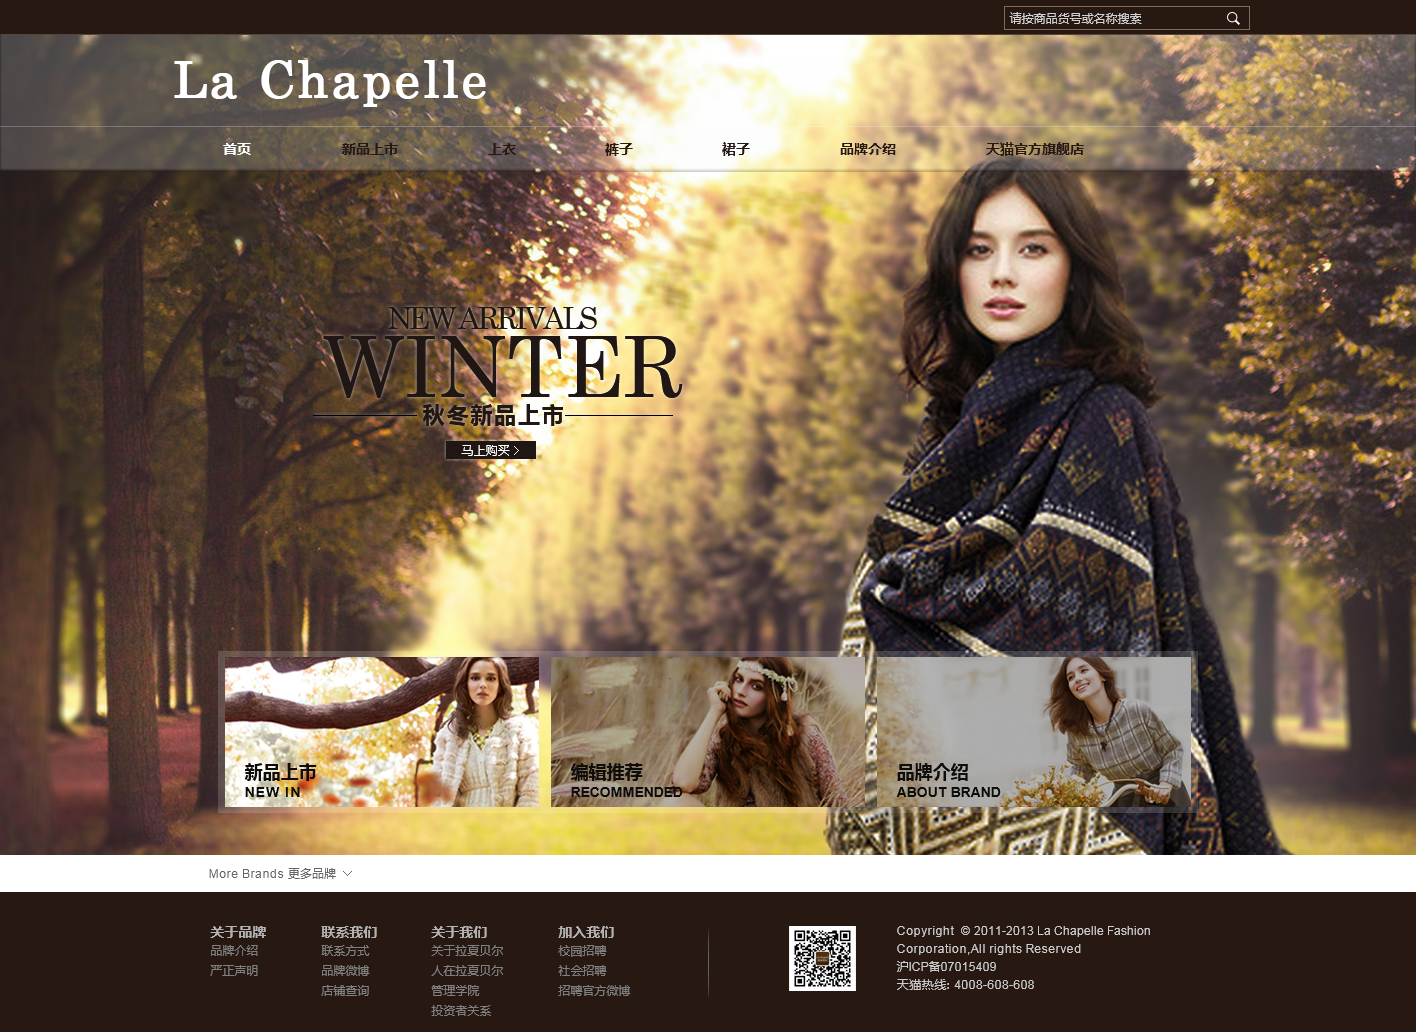 请按商品货号或名称搜索
La Chapelle
首页 新品上市 上衣 裤子 裙子 品牌介绍 天猫官方旗舰店
NEW ARRIVALS
WINTER
秋冬新品上市
马上购买 >
新品上市
NEW IN
编辑推荐
RECOMMENDED
品牌介绍
ABOUT BRAND
More Brands 更多品牌
关于品牌
品牌介绍
严正声明
联系我们
联系方式
品牌微博
店铺查询
关于我们
关于拉夏贝尔
人在拉夏贝尔
管理学院
投资者关系
加入我们
校园招聘
社会招聘
招聘官方微博
Copyright © 2011-2013 La Chapelle Fashion
Corporation,All rights Reserved
沪ICP备07015409
天猫热线: 4008-608-608